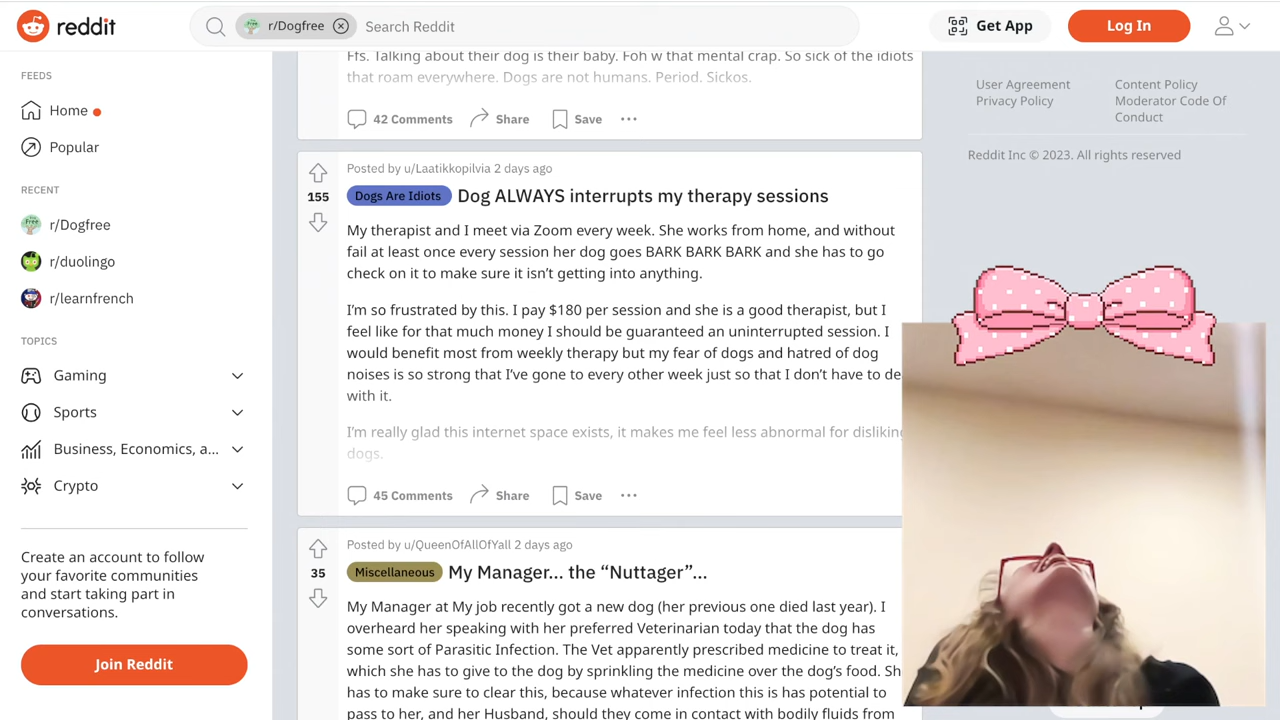 reddit
r/Dogfree
Search Reddit
Get App
Log In
FEEDS
Home
Popular
RECENT
r/Dogfree
r/duolingo
r/learnfrench
TOPICS
Gaming
Sports
Business, Economics, a...
Crypto
Create an account to follow
your favorite communities
and start taking part in
conversations.
Join Reddit
Ffs. Talking about their dog is their baby. Foh w that mental crap. So sick of the idiots
that roam everywhere. Dogs are not humans. Period. Sickos.
42 Comments Share Save
Posted by u/Laatikkopilvia 2 days ago
155
Dogs Are Idiots Dog ALWAYS interrupts my therapy sessions
My therapist and I meet via Zoom every week. She works from home, and without
fail at least once every session her dog goes BARK BARK BARK and she has to go
check on it to make sure it isn't getting into anything.
I'm so frustrated by this. I pay $180 per session and she is a good therapist, but I
feel like for that much money I should be guaranteed an uninterrupted session. I
would benefit most from weekly therapy but my fear of dogs and hatred of dog
noises is so strong that I've gone to every other week just so that I don't have to de
with it.
I'm really glad this internet space exists, it makes me feel less abnormal for dislikin
dogs.
45 Comments Share Save
Posted by u/QueenOfAllOfYall 2 days ago
35
Miscellaneous My Manager... the “Nuttager”...
My Manager at My job recently got a new dog (her previous one died last year). I
overheard her speaking with her preferred Veterinarian today that the dog has
some sort of Parasitic Infection. The Vet apparently prescribed medicine to treat it,
which she has to give to the dog by sprinkling the medicine over the dog's food. Sh
has to make sure to clear this, because whatever infection this is has potential to
pass to her, and her Husband, should they come in contact with bodily fluids from
User Agreement
Privacy Policy
Content Policy
Moderator Code Of
Conduct
Reddit Inc © 2023. All rights reserved